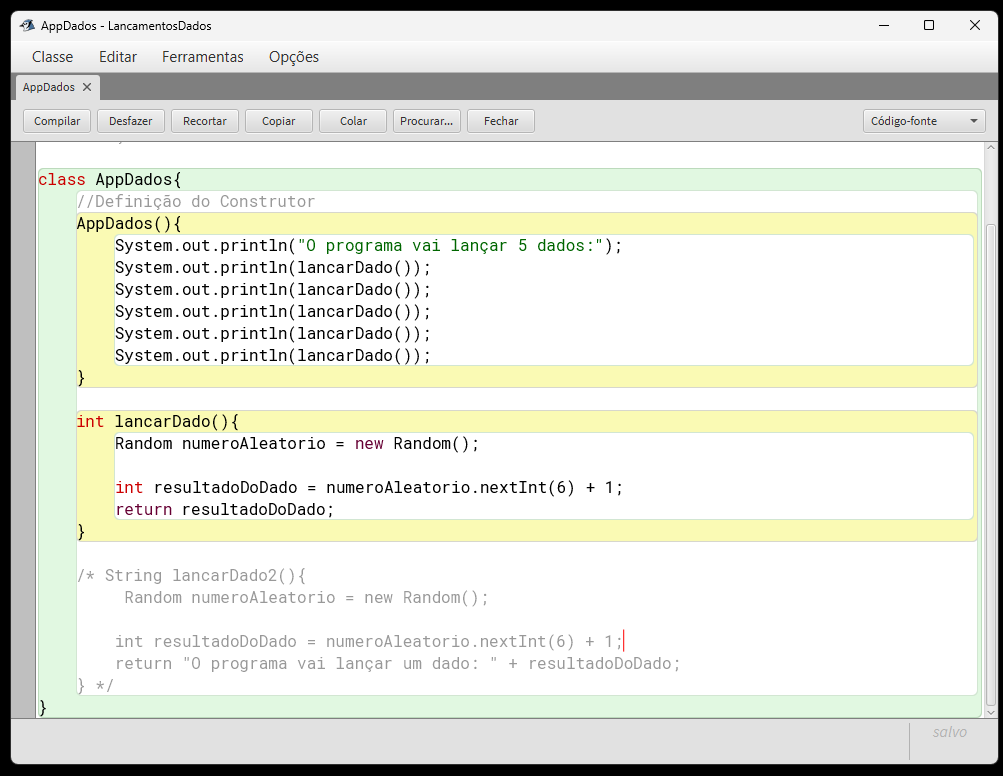 AppDados - LancamentosDados
Classe Editar Ferramentas Opções
AppDados
Compilar Desfazer Recortar Copiar Colar Procurar... Fechar Código-fonte
class AppDados{
//Definição do Construtor
AppDados(){
System.out.println("O programa vai lançar 5 dados:");
System.out.println(lancarDado());
System.out.println(lancarDado());
System.out.println(lancarDado());
System.out.println(lancarDado());
System.out.println(lancarDado());
}
int lancarDado(){
Random numeroAleatorio = new Random();
int resultadoDoDado = numeroAleatorio.nextInt(6) + 1;
return resultadoDoDado;
}
/* String lancarDado2(){
Random numeroAleatorio = new Random();
int resultadoDoDado = numeroAleatorio.nextInt(6) + 1;
return "O programa vai lançar um dado: " + resultadoDoDado;
} */
}
salvo